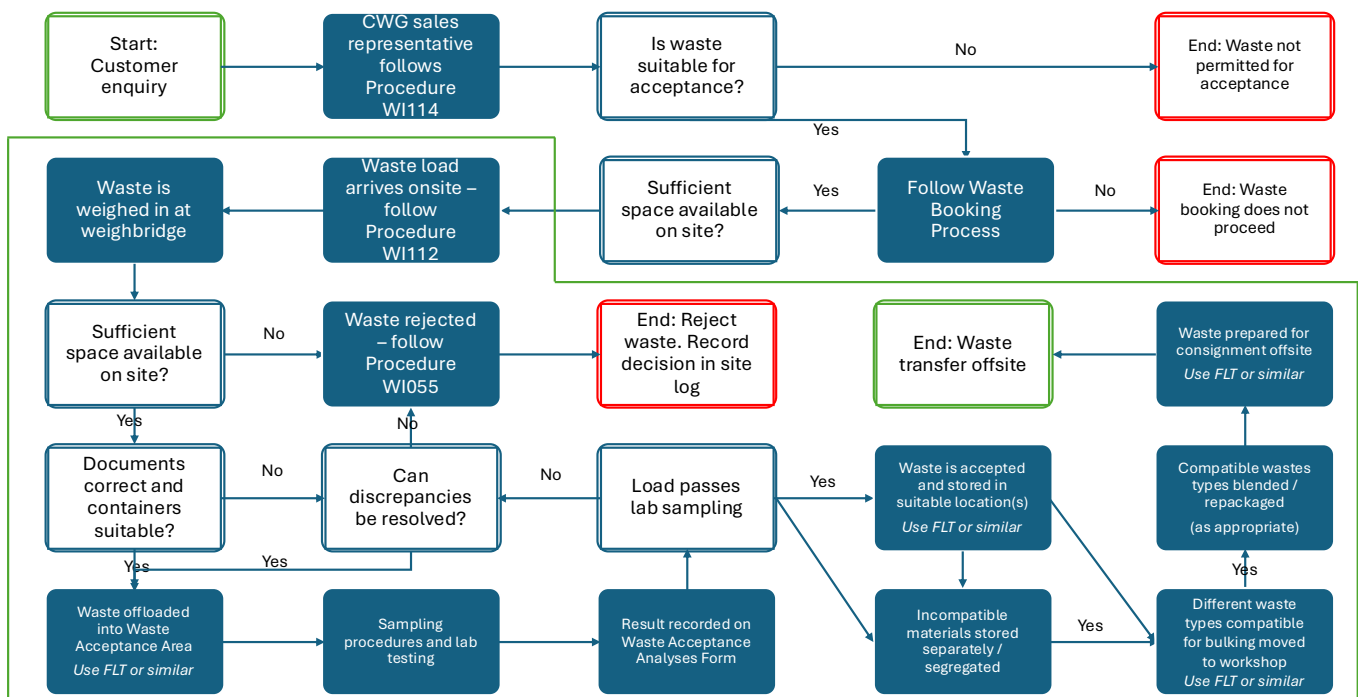 Start:
Customer
enquiry
CWG sales
representative
follows
Procedure
WI114
Is waste
suitable for
acceptance?
No
End: Waste not
permitted for
acceptance
Yes
Waste is
weighed in at
weighbridge
Waste load
arrives onsite –
follow
Procedure
WI112
Sufficient
space available
on site?
Yes
Follow Waste
Booking
Process
No
End: Waste
booking does not
proceed
Sufficient
space available
on site?
No
Waste rejected
– follow
Procedure
WI055
End: Reject
waste. Record
decision in site
log
End: Waste
transfer offsite
Waste prepared for
consignment offsite
Use FLT or similar
Yes
No
Documents
correct and
containers
suitable?
No
Can
discrepancies
be resolved?
No
Load passes
lab sampling
Yes
Waste is accepted
and stored in
suitable location(s)
Use FLT or similar
Compatible wastes
types blended /
repackaged
(as appropriate)
Yes
Yes
Yes
Waste offloaded
into Waste
Acceptance Area
Use FLT or similar
Sampling
procedures and lab
testing
Result recorded on
Waste Acceptance
Analyses Form
Incompatible
materials stored
separately /
segregated
Yes
Different waste
types compatible
for bulking moved
to workshop
Use FLT or similar